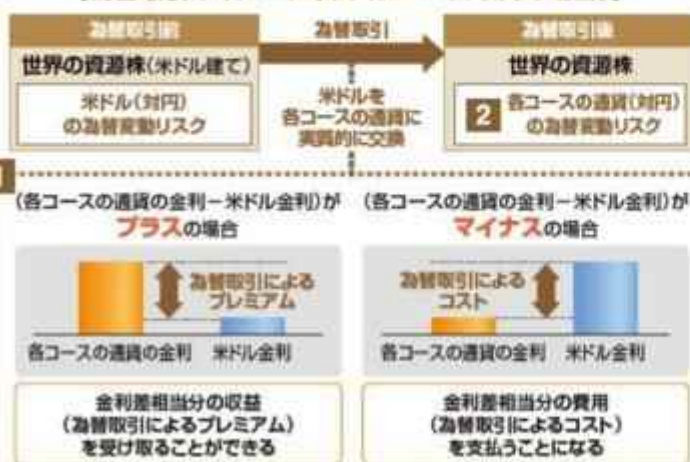 為替取引前
為替取引
為替取引後
世界の資源株(米ドル建て)
世界の資源株
米ドル(対円)
の為替変動リスク
米ドルを
各コースの通貨に
実質的に交換
2 各コースの通貨(対円)
の為替変動リスク
(各コースの通貨の金利-米ドル金利)が
プラスの場合
(各コースの通貨の金利-米ドル金利)が
マイナスの場合
為替取引による
プレミアム
為替取引による
コスト
各コースの通貨の金利 米ドル金利
各コースの通貨の金利 米ドル金利
金利差相当分の収益
(為替取引によるプレミアム)
を受け取ることができる
金利差相当分の費用
(為替取引によるコスト)
を支払うことになる